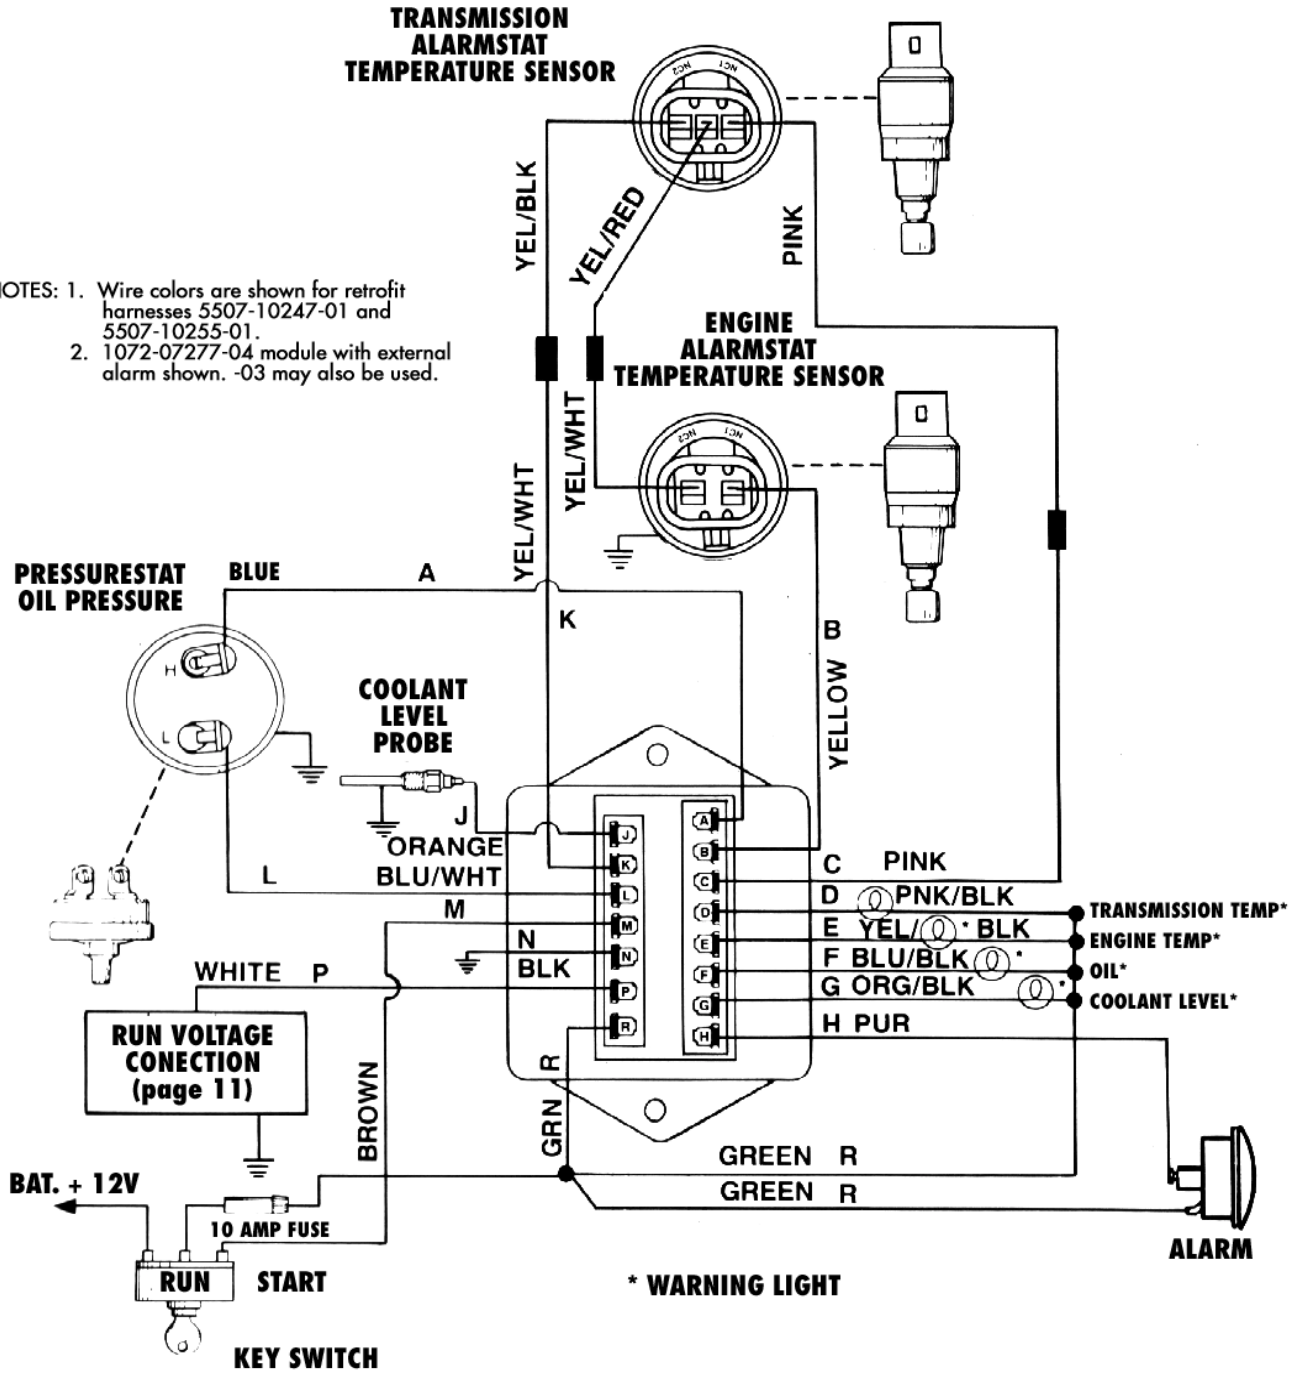 TRANSMISSION
ALARMSTAT
TEMPERATURE SENSOR
NC2
NC1
YEL/BLK
YEL/RED
PINK
OTES: 1. Wire colors are shown for retrofit
harnesses 5507-10247-01 and
5507-10255-01.
2. 1072-07277-04 module with external
alarm shown. -03 may also be used.
ENGINE
ALARMSTAT
TEMPERATURE SENSOR
NC2
NC1
YEL/WHT
YEL/WHT
PRESSURESTAT
OIL PRESSURE
BLUE
A
K
B
YELLOW
H
L
COOLANT
LEVEL
PROBE
J
ORANGE
L
BLU/WHT
M
N
BLK
WHITE P
J
K
L
M
N
P
R
A
B
C
D
E
F
G
H
C PINK
D PNK/BLK
E YEL/ * BLK
F BLU/BLK *
G ORG/BLK *
H PUR
TRANSMISSION TEMP*
ENGINE TEMP*
OIL*
COOLANT LEVEL*
RUN VOLTAGE
CONECTION
(page 11)
BROWN
R
GRN
GREEN R
GREEN R
BAT. + 12V
10 AMP FUSE
RUN
START
KEY SWITCH
ALARM
* WARNING LIGHT